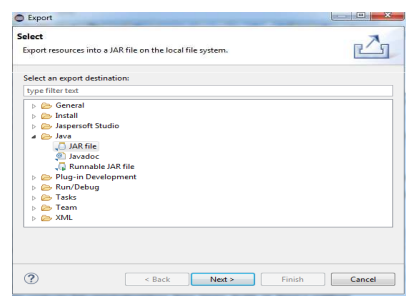 Export
Select
Export resources into a JAR file on the local file system.
Select an export destination:
type filter text
General
Install
Jaspersoft Studio
Java
JAR file
Javadoc
Runnable JAR file
Plug-in Development
Run/Debug
Tasks
Team
XML
?
< Back
Next >
Finish
Cancel